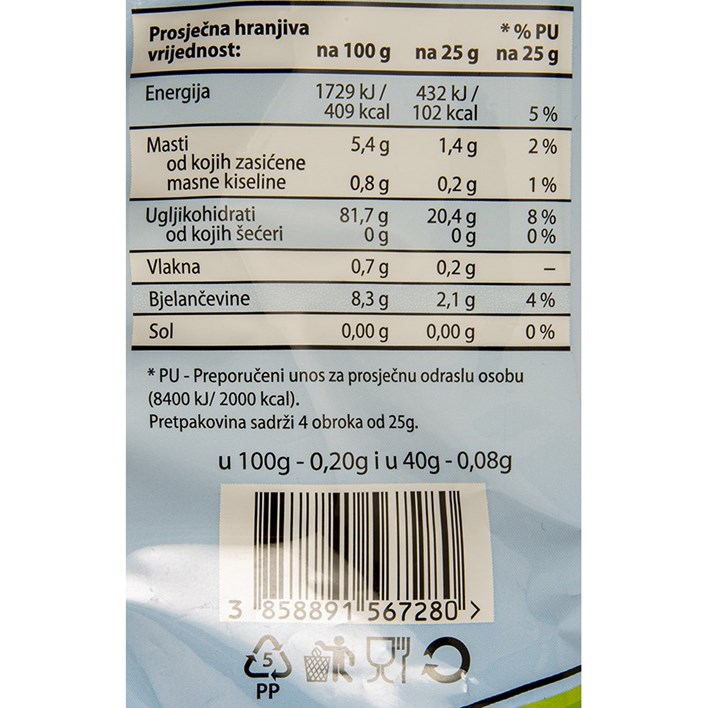 Prosječna hranjiva * % PU
vrijednost: na 100 g na 25 g na 25 g
Energija 1729 kJ / 432 kJ /
409 kcal 102 kcal 5 %
Masti 5,4 g 1,4 g 2 %
od kojih zasićene
masne kiseline 0,8 g 0,2 g 1 %
Ugljikohidrati 81,7 g 20,4 g 8 %
od kojih šećeri 0 g 0 g 0 %
Vlakna 0,7 g 0,2 g –
Bjelančevine 8,3 g 2,1 g 4 %
Sol 0,00 g 0,00 g 0 %
* PU - Preporučeni unos za prosječnu odraslu osobu
(8400 kJ/ 2000 kcal).
Pretpakovina sadrži 4 obroka od 25g.
u 100g - 0,20g i u 40g - 0,08g
3 858891 567280 >
5
PP